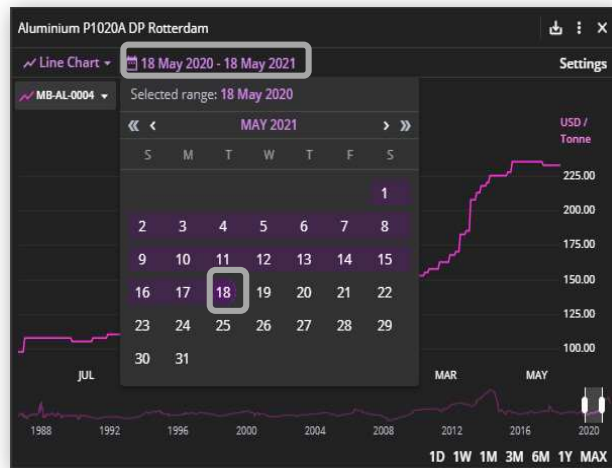 Aluminium P1020A DP Rotterdam
Line Chart 18 May 2020 - 18 May 2021 Settings
MB-AL-0004 Selected range: 18 May 2020
« ‹ MAY 2021 › »
USD /
Tonne
S M T W T F S
1
2 3 4 5 6 7 8
9 10 11 12 13 14 15
16 17 18 19 20 21 22
23 24 25 26 27 28 29
30 31
225.00
200.00
175.00
150.00
125.00
100.00
JUL MAR MAY
1988 1992 1996 2000 2004 2008 2012 2016 2020
1D 1W 1M 3M 6M 1Y MAX